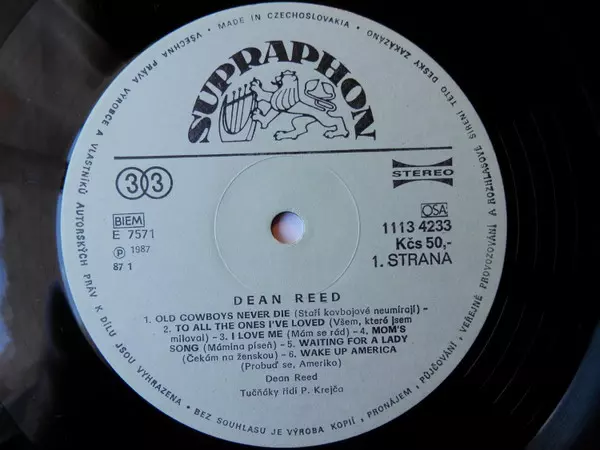 VŠECHNA PRÁVA VÝROBCE A VLASTNÍKŮ AUTORSKÝCH PRÁV K DÍLU JSOU VYHRAZENA • BEZ SOUHLASU JE VÝROBA KOPIÍ, PRONÁJEM, PŮJČOVÁNÍ, VEŘEJNÉ PROVOZOVÁNÍ A ROZHLASOVÉ ŠÍŘENÍ TÉTO DESKY ZAKÁZÁNO • MADE IN CZECHOSLOVAKIA •
SUPRAPHON
33
STEREO
BIEM
E 7571
Ⓟ 1987
87 1
OSA
1113 4233
Kčs 50,-
1. STRANA
DEAN REED
1. OLD COWBOYS NEVER DIE (Staří kovbojové neumírají) –
2. TO ALL THE ONES I'VE LOVED (Všem, které jsem
miloval) – 3. I LOVE ME (Mám se rád) – 4. MOM'S
SONG (Mámina píseň) – 5. WAITING FOR A LADY
(Čekám na ženskou) – 6. WAKE UP AMERICA
(Probuď se, Ameriko)
Dean Reed
Tučňáky řídí P. Krejča